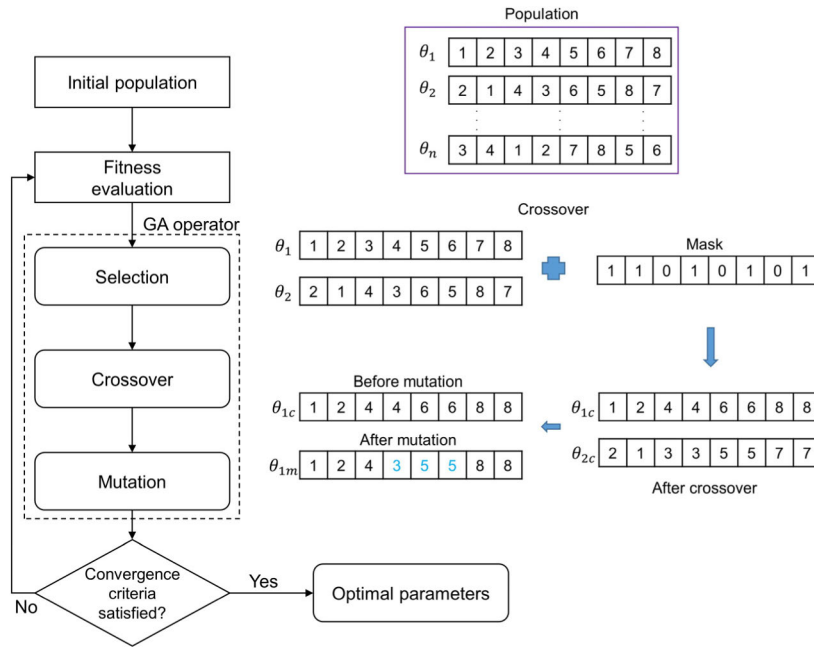 Population
θ1 1 2 3 4 5 6 7 8
θ2 2 1 4 3 6 5 8 7
θn 3 4 1 2 7 8 5 6
Initial population
Fitness
evaluation
GA operator
Selection
Crossover
Mutation
Convergence
criteria
satisfied?
No
Yes
Optimal parameters
Crossover
θ1 1 2 3 4 5 6 7 8
θ2 2 1 4 3 6 5 8 7
Mask
1 1 0 1 0 1 0 1
Before mutation
θ1c 1 2 4 4 6 6 8 8
After mutation
θ1m 1 2 4 3 5 5 8 8
θ1c 1 2 4 4 6 6 8 8
θ2c 2 1 3 3 5 5 7 7
After crossover